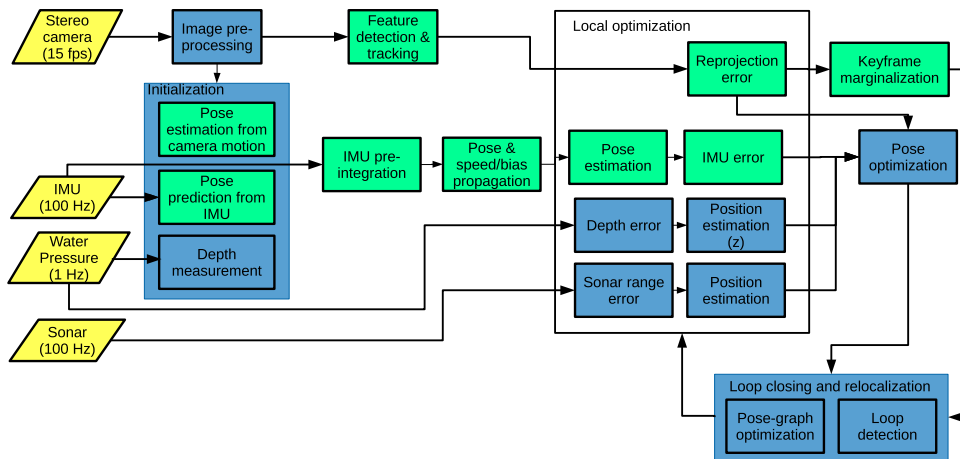 Stereo
camera
(15 fps)
Image pre-
processing
Feature
detection &
tracking
Local optimization
Reprojection
error
Keyframe
marginalization
Initialization
Pose
estimation from
camera motion
IMU pre-
integration
Pose &
speed/bias
propagation
Pose
estimation
IMU error
Pose
optimization
IMU
(100 Hz)
Pose
prediction from
IMU
Depth error
Position
estimation
(z)
Water
Pressure
(1 Hz)
Depth
measurement
Sonar range
error
Position
estimation
Sonar
(100 Hz)
Loop closing and relocalization
Pose-graph
optimization
Loop
detection